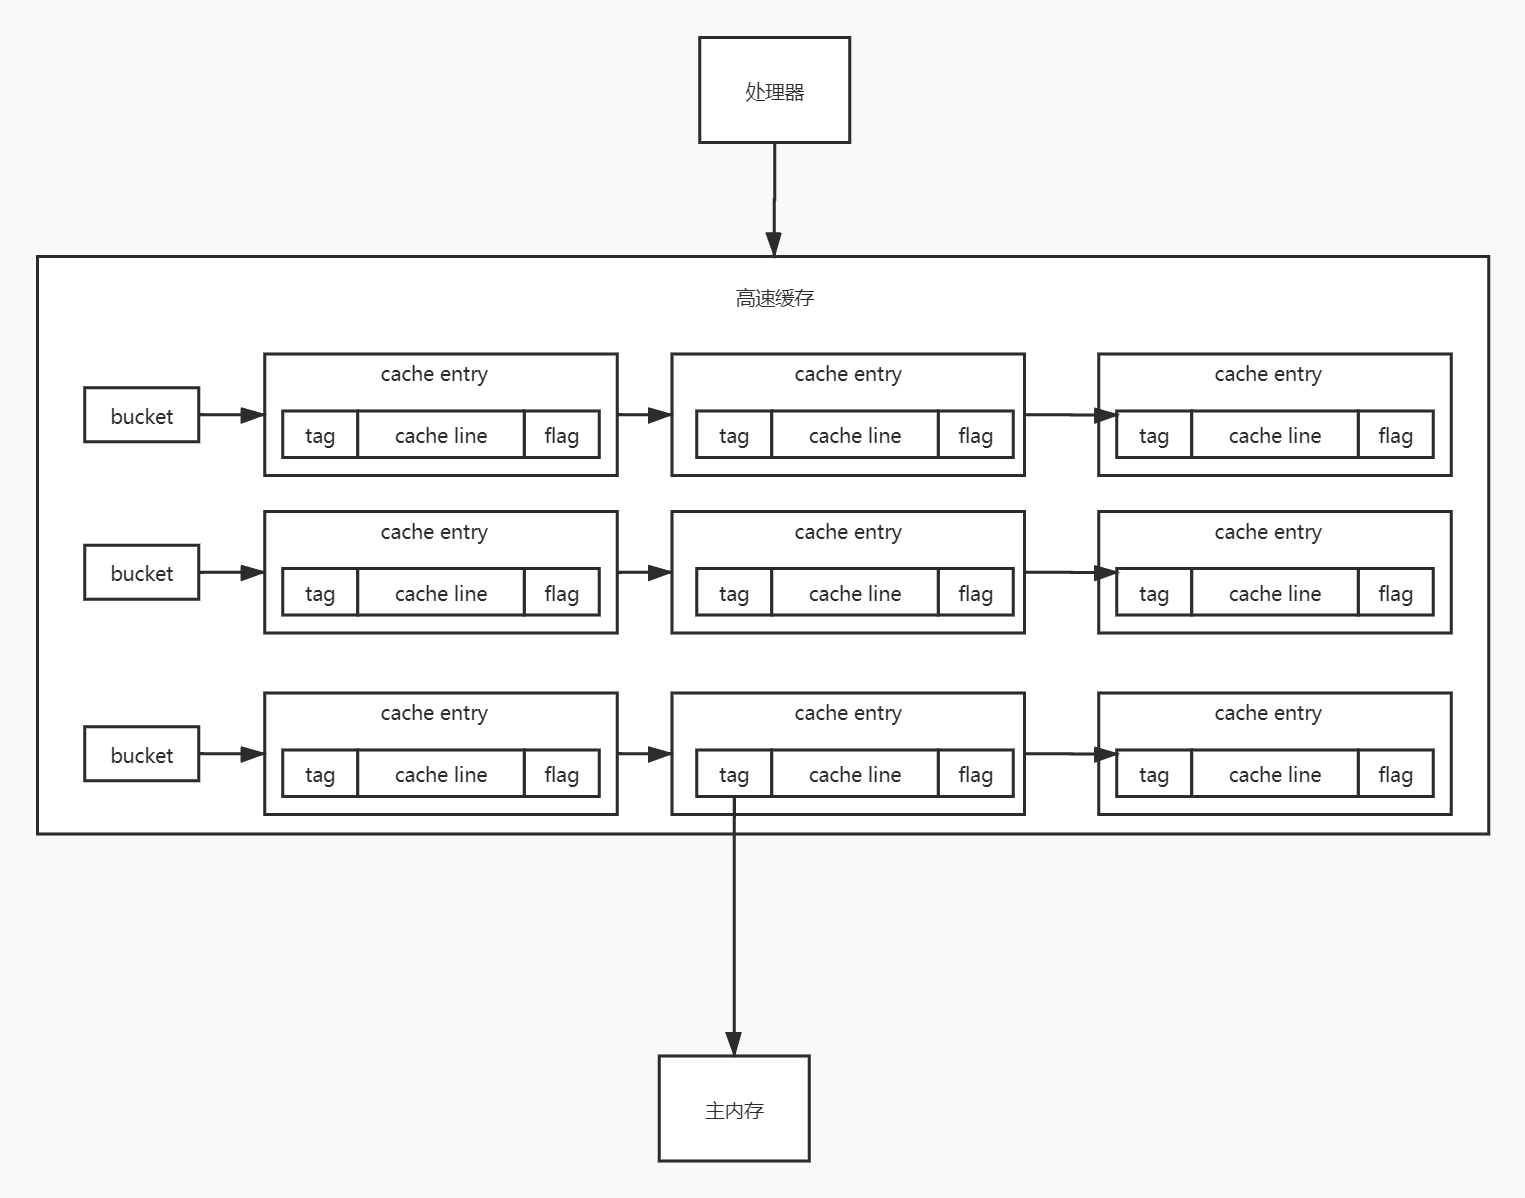 处理器
高速缓存
cache entry cache entry cache entry
bucket tag cache line flag tag cache line flag tag cache line flag
cache entry cache entry cache entry
bucket tag cache line flag tag cache line flag tag cache line flag
cache entry cache entry cache entry
bucket tag cache line flag tag cache line flag tag cache line flag
主内存